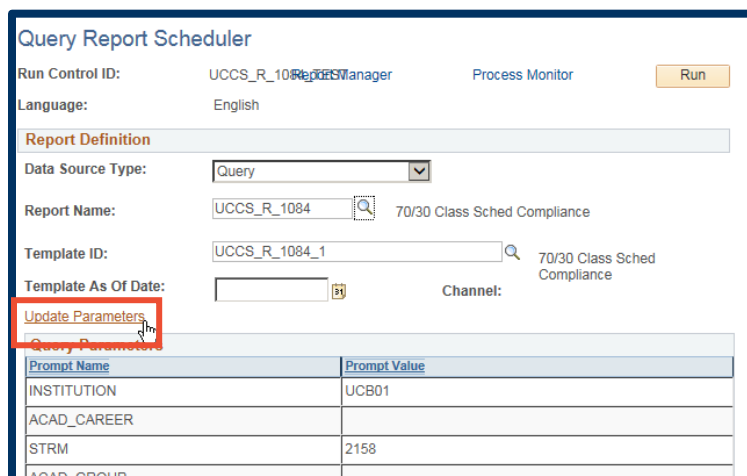 Query Report Scheduler
Run Control ID: UCCS_R_1084_TEST Report Manager Process Monitor Run
Language: English
Report Definition
Data Source Type: Query
Report Name: UCCS_R_1084 70/30 Class Sched Compliance
Template ID: UCCS_R_1084_1 70/30 Class Sched
Compliance
Template As Of Date: 31 Channel:
Update Parameters
Query Parameters
Prompt Name Prompt Value
INSTITUTION UCB01
ACAD_CAREER
STRM 2158
ACAD_GROUP